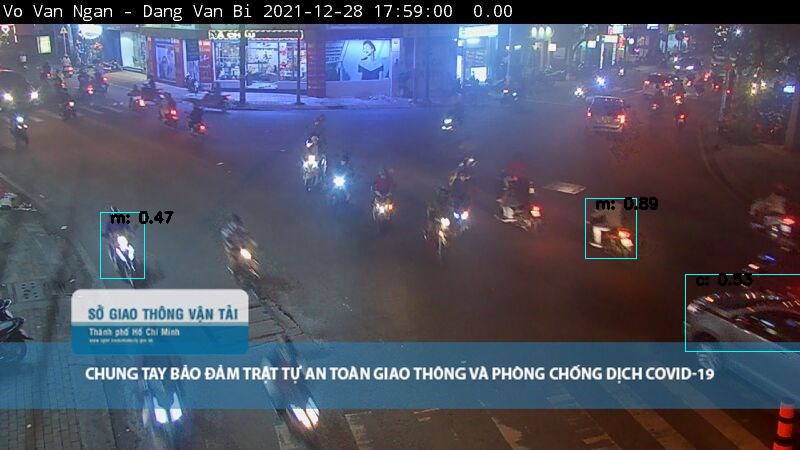 Vo Van Ngan - Dang Van Bi 2021-12-28 17:59:00 0.00
m: 0.47
m: 0.89
c: 0.53
SỞ GIAO THÔNG VẬN TẢI
Thành phố Hồ Chí Minh
CHUNG TAY BẢO ĐẢM TRẬT TỰ AN TOÀN GIAO THÔNG VÀ PHÒNG CHỐNG DỊCH COVID-19